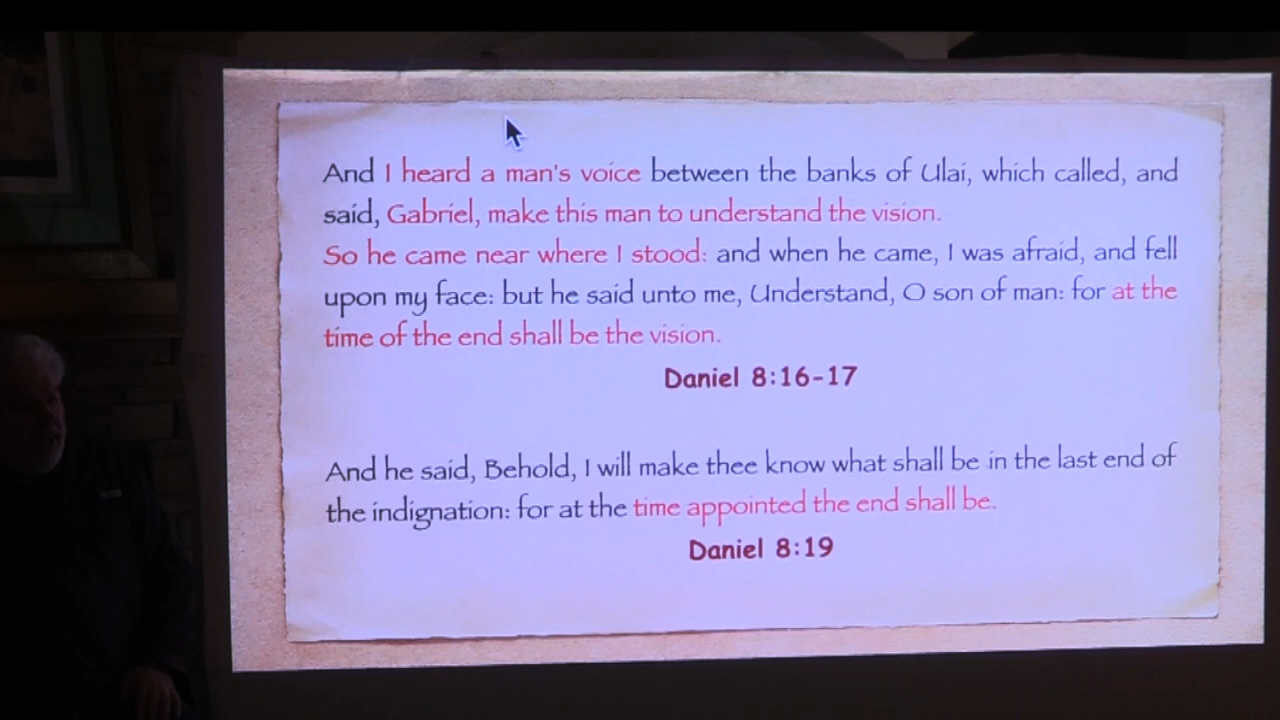 And I heard a man's voice between the banks of Ulai, which called, and
said, Gabriel, make this man to understand the vision.
So he came near where I stood: and when he came, I was afraid, and fell
upon my face: but he said unto me, Understand, O son of man: for at the
time of the end shall be the vision.
Daniel 8:16-17
And he said, Behold, I will make thee know what shall be in the last end of
the indignation: for at the time appointed the end shall be.
Daniel 8:19